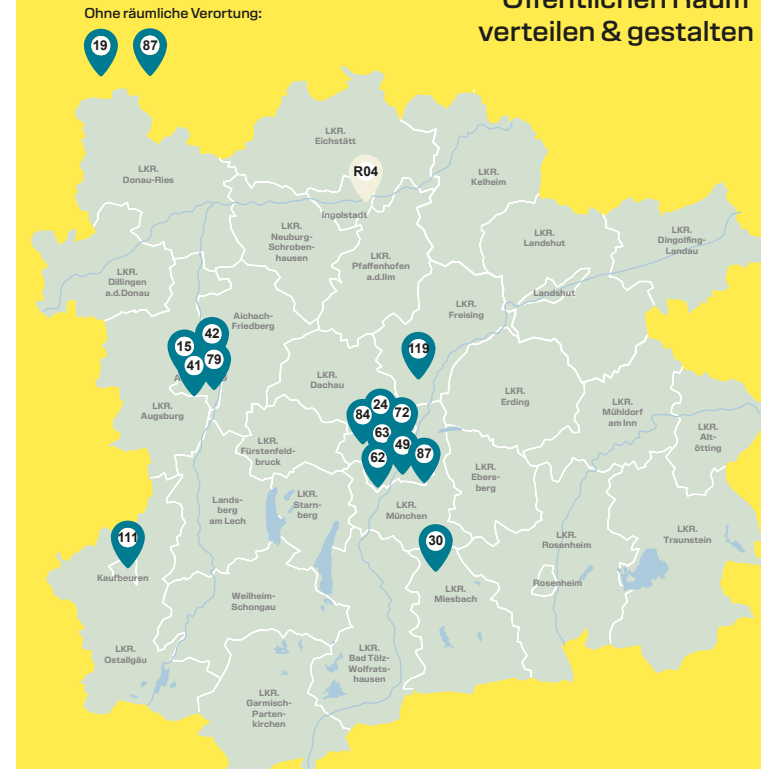 Öffentlichen Raum
verteilen & gestalten
Ohne räumliche Verortung:
19
87
LKR.
Eichstätt
LKR.
Donau-Ries
R04
LKR.
Kelheim
Ingolstadt
LKR.
Neuburg-
Schroben-
hausen
LKR.
Landshut
LKR.
Dingolfing-
Landau
LKR.
Pfaffenhofen
a.d.Ilm
LKR.
Dillingen
a.d.Donau
Landshut
LKR.
Freising
Aichach-
Friedberg
42
15
79
41
119
LKR.
Dachau
LKR.
Erding
LKR.
Augsburg
LKR.
Mühldorf
am Inn
84
24
72
63
49
62
87
LKR.
Alt-
ötting
LKR.
Fürstenfeld-
bruck
LKR.
Ebers-
berg
Lands-
berg
am Lech
LKR.
Starn-
berg
LKR.
München
111
30
Kaufbeuren
LKR.
Rosenheim
LKR.
Traunstein
Rosenheim
Weilheim-
Schongau
LKR.
Miesbach
LKR.
Ostallgäu
LKR.
Bad Tölz-
Wolfrats-
hausen
LKR.
Garmisch-
Parten-
kirchen